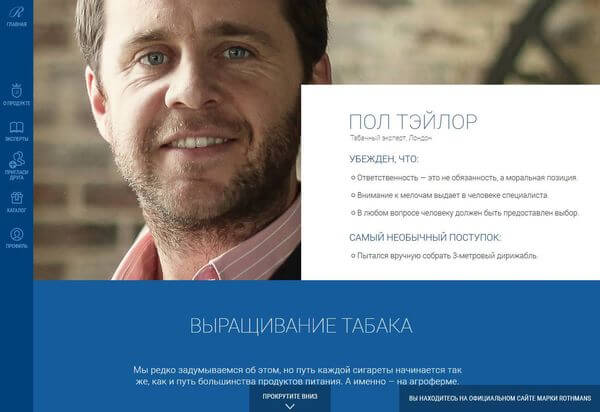 R
ГЛАВНАЯ
О ПРОДУКТЕ
ЭКСПЕРТЫ
ПРИГЛАСИ
ДРУГА
КАТАЛОГ
ПРОФИЛЬ
ПОЛ ТЭЙЛОР
Табачный эксперт, Лондон
УБЕЖДЕН, ЧТО:
Ответственность – это не обязанность, а моральная позиция.
Внимание к мелочам выдает в человеке специалиста.
В любом вопросе человеку должен быть предоставлен выбор.
САМЫЙ НЕОБЫЧНЫЙ ПОСТУПОК:
Пытался вручную собрать 3-метровый дирижабль.
ВЫРАЩИВАНИЕ ТАБАКА
Мы редко задумываемся об этом, но путь каждой сигареты начинается так
же, как и путь большинства продуктов питания. А именно – на агроферме.
ПРОКРУТИТЕ ВНИЗ
ВЫ НАХОДИТЕСЬ НА ОФИЦИАЛЬНОМ САЙТЕ МАРКИ ROTHMANS